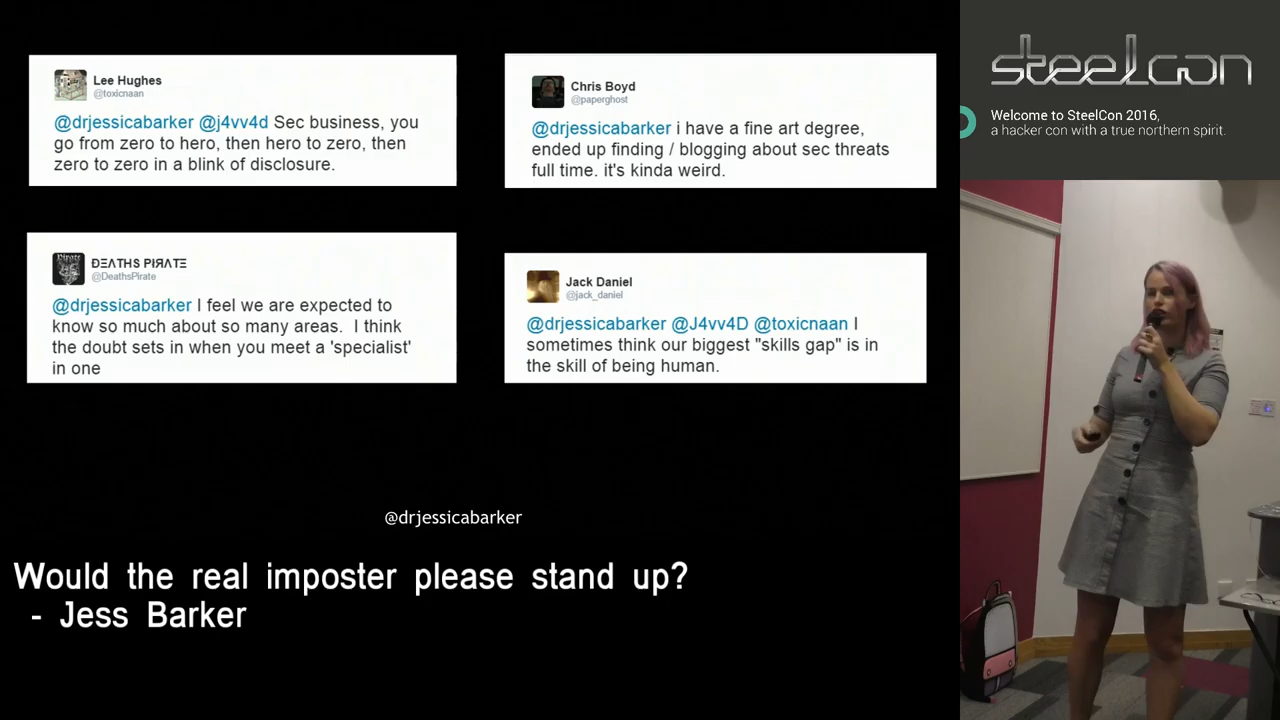 Lee Hughes
@toxicnaan
@drjessicabarker @j4vv4d Sec business, you
go from zero to hero, then hero to zero, then
zero to zero in a blink of disclosure.
Chris Boyd
@paperghost
@drjessicabarker i have a fine art degree,
ended up finding / blogging about sec threats
full time. it's kinda weird.
Pirate
DΞΛTHS PIЯΛTΞ
@DeathsPirate
@drjessicabarker I feel we are expected to
know so much about so many areas.  I think
the doubt sets in when you meet a 'specialist'
in one
Jack Daniel
@jack_daniel
@drjessicabarker @J4vv4D @toxicnaan I
sometimes think our biggest "skills gap" is in
the skill of being human.
@drjessicabarker
Would the real imposter please stand up?
- Jess Barker
steelcon
Welcome to SteelCon 2016,
a hacker con with a true northern spirit.